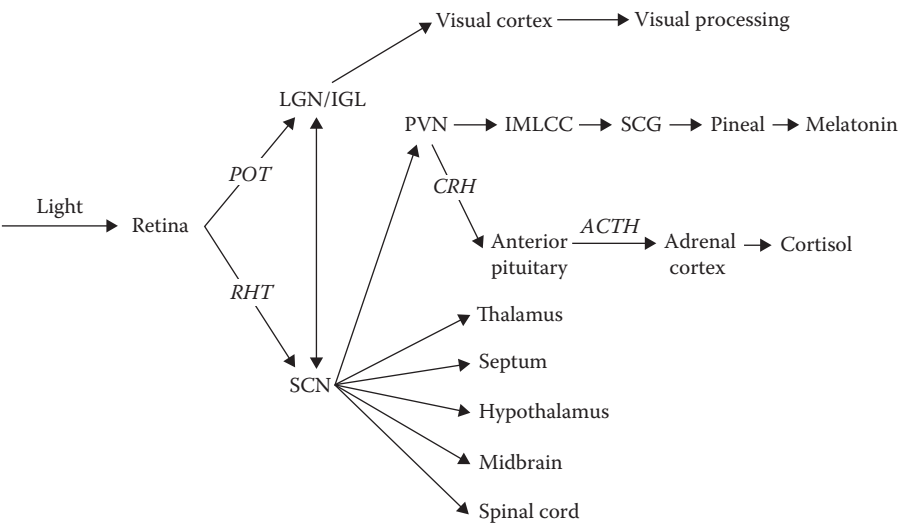 Visual cortex Visual processing
LGN/IGL
PVN IMLCC SCG Pineal Melatonin
POT
CRH
Light
Retina
ACTH
Anterior
pituitary
Adrenal
cortex
Cortisol
RHT
Thalamus
Septum
SCN
Hypothalamus
Midbrain
Spinal cord